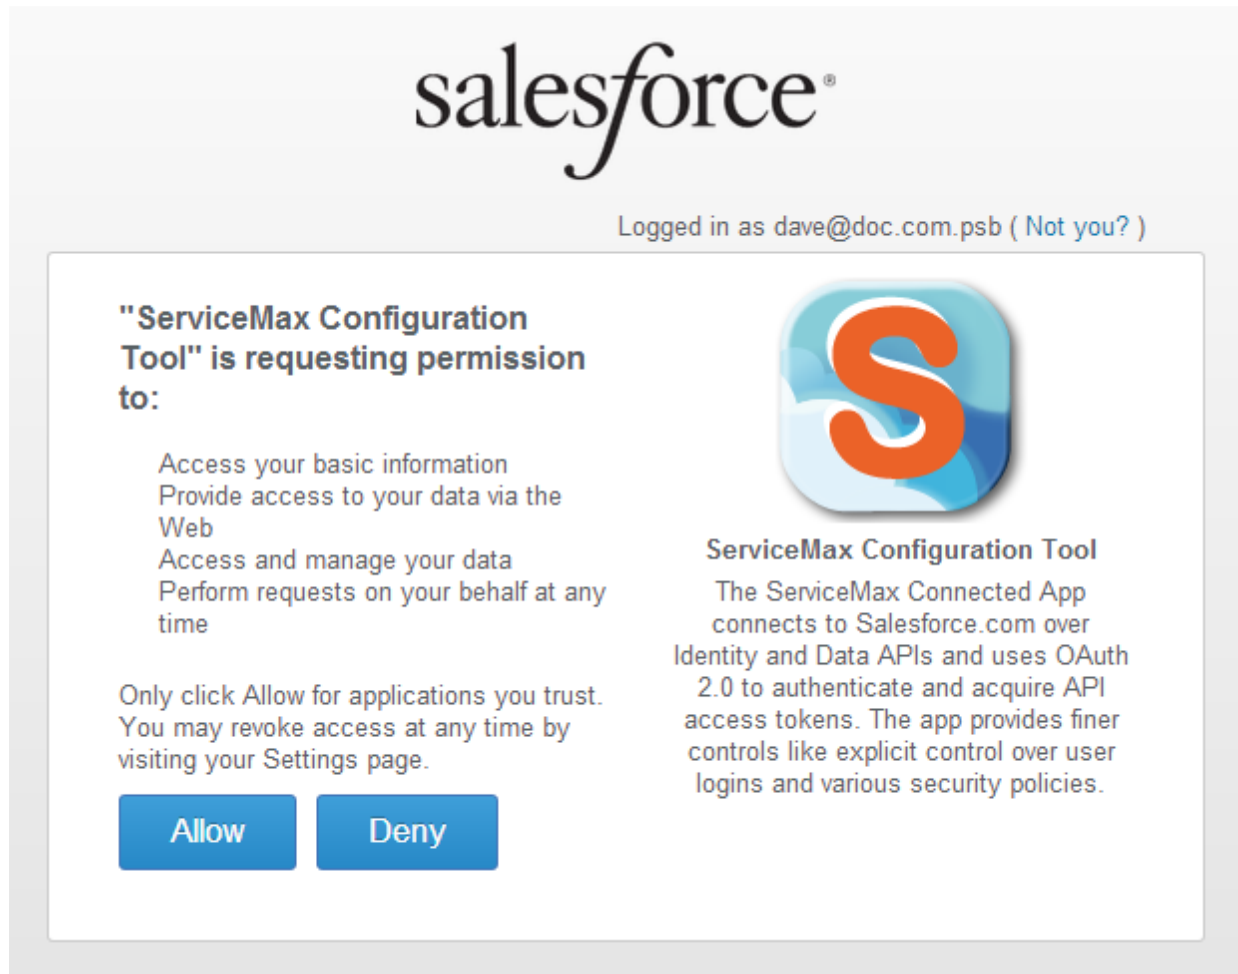 salesforce®
Logged in as dave@doc.com.psb ( Not you? )
"ServiceMax Configuration
Tool" is requesting permission
to:
Access your basic information
Provide access to your data via the
Web
Access and manage your data
Perform requests on your behalf at any
time
Only click Allow for applications you trust.
You may revoke access at any time by
visiting your Settings page.
Allow
Deny
S
ServiceMax Configuration Tool
The ServiceMax Connected App
connects to Salesforce.com over
Identity and Data APIs and uses OAuth
2.0 to authenticate and acquire API
access tokens. The app provides finer
controls like explicit control over user
logins and various security policies.